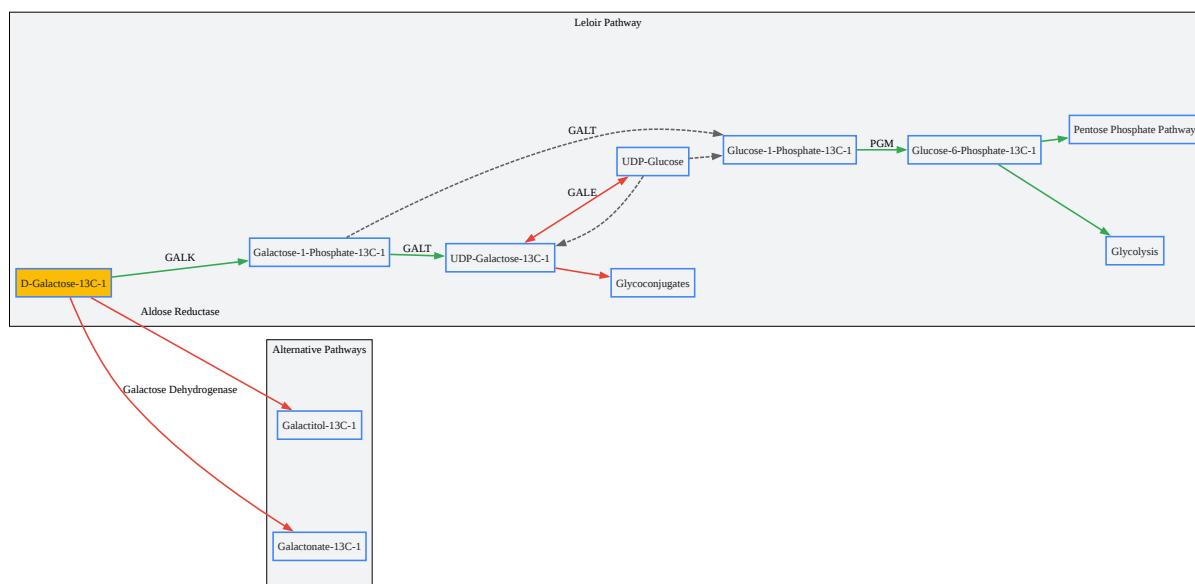 Leloir Pathway
Pentose Phosphate Pathway
GALT
PGM
Glucose-1-Phosphate-13C-1
Glucose-6-Phosphate-13C-1
UDP-Glucose
GALE
Galactose-1-Phosphate-13C-1
GALT
UDP-Galactose-13C-1
Glycolysis
GALK
D-Galactose-13C-1
Glycoconjugates
Aldose Reductase
Alternative Pathways
Galactose Dehydrogenase
Galactitol-13C-1
Galactonate-13C-1